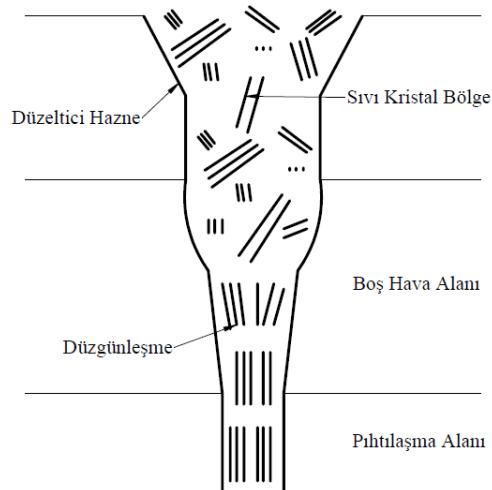 Sıvı Kristal Bölge
Düzeltici Hazne
Boş Hava Alanı
Düzgünleşme
Pıhtılaşma Alanı